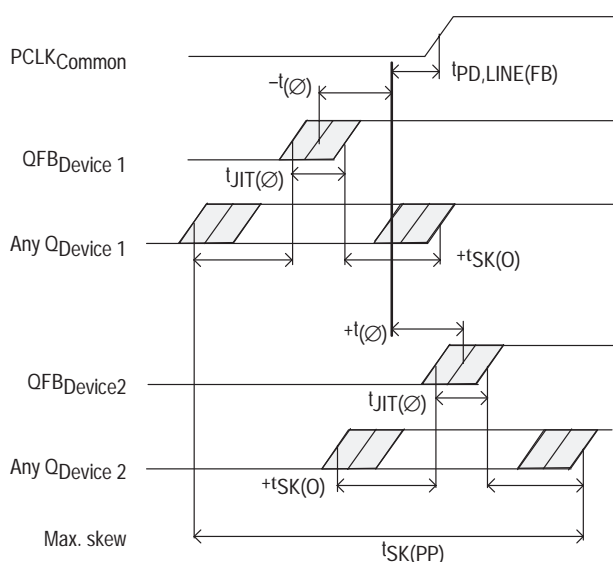 PCLKCommon
tPD,LINE(FB)
–t(∅)
QFBDevice 1
tJIT(∅)
Any QDevice 1
+tSK(O)
+t(∅)
QFBDevice2
tJIT(∅)
Any QDevice 2
+tSK(O)
Max. skew
tSK(PP)